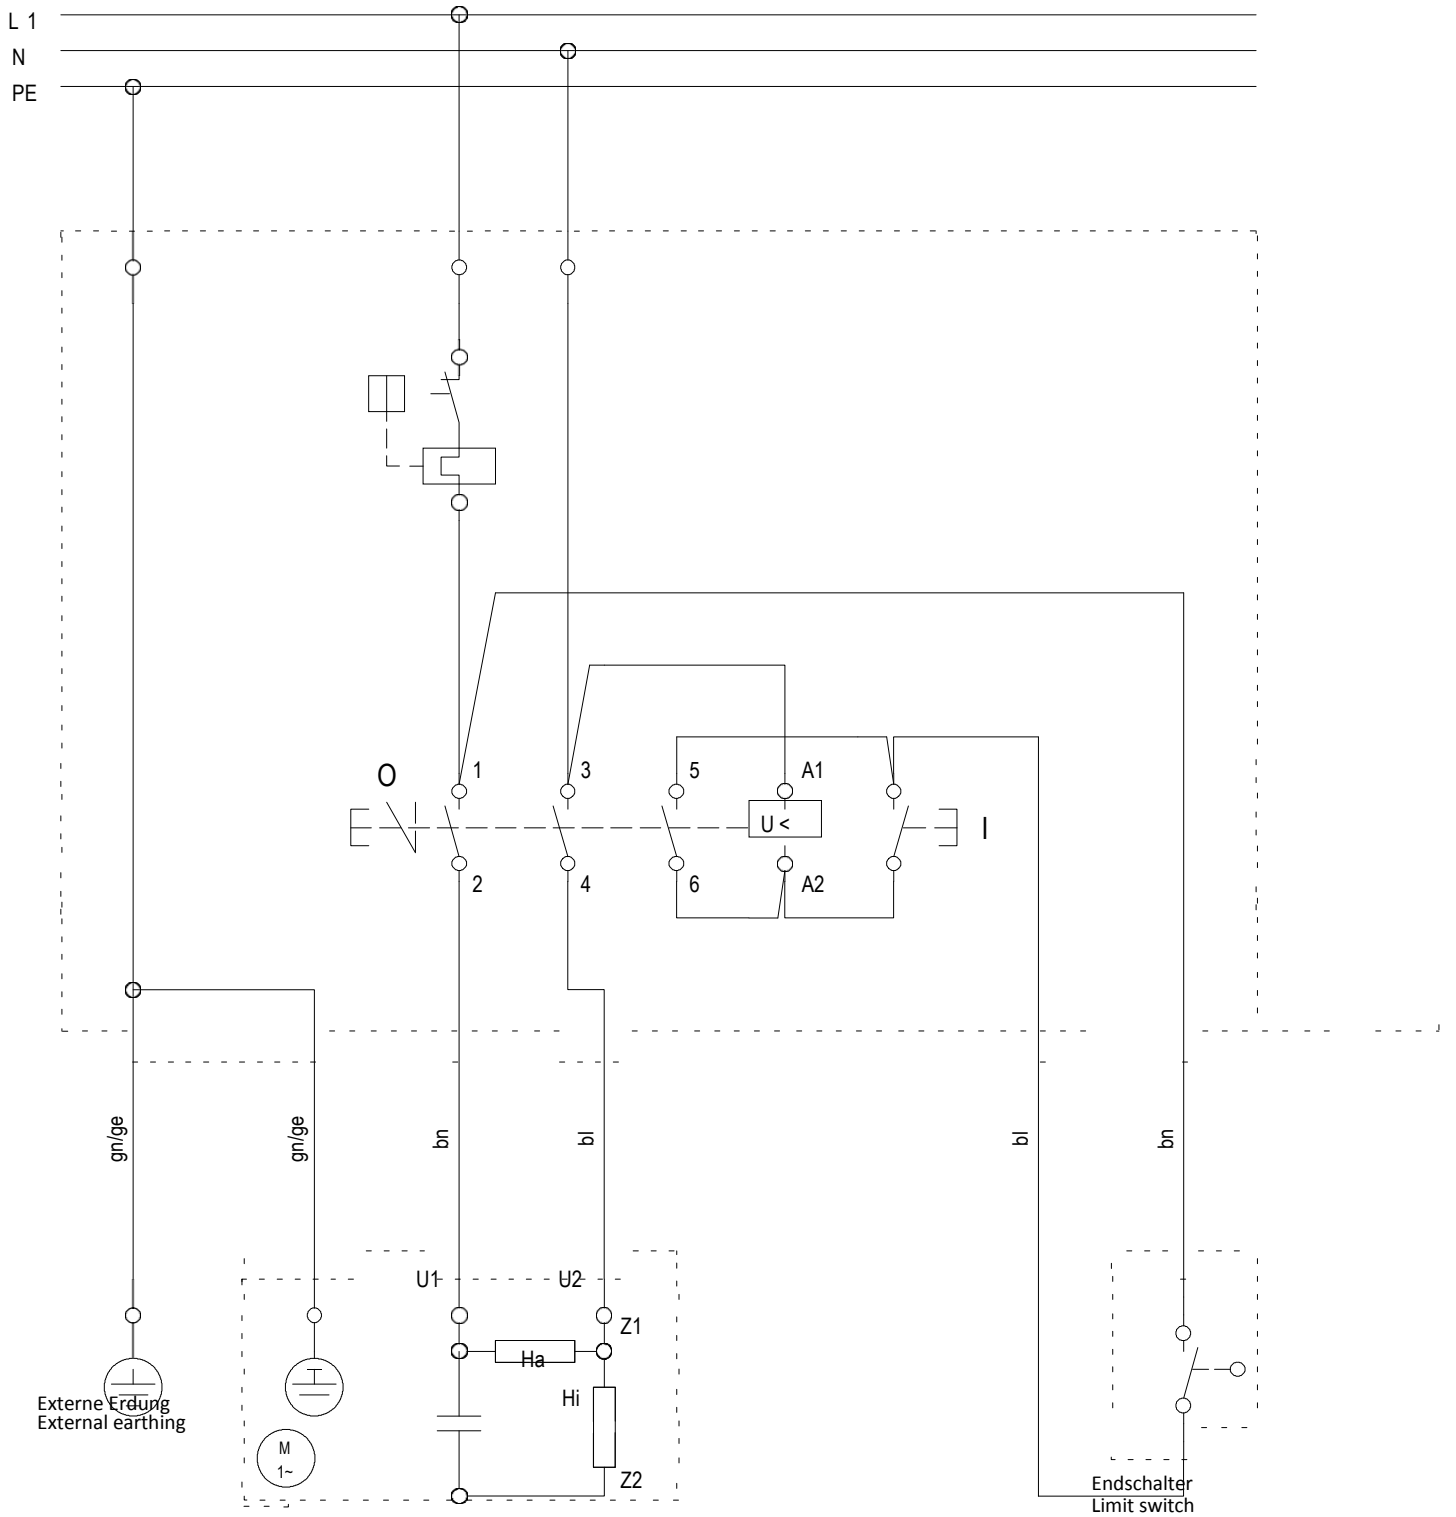 L 1
N
PE
O
1
3
5
A1
U <
I
2
4
6
A2
gn/ge
gn/ge
bn
bl
bl
bn
U1
U2
Z1
Ha
Hi
Externe Erdung
External earthing
M
1~
Z2
Endschalter
Limit switch